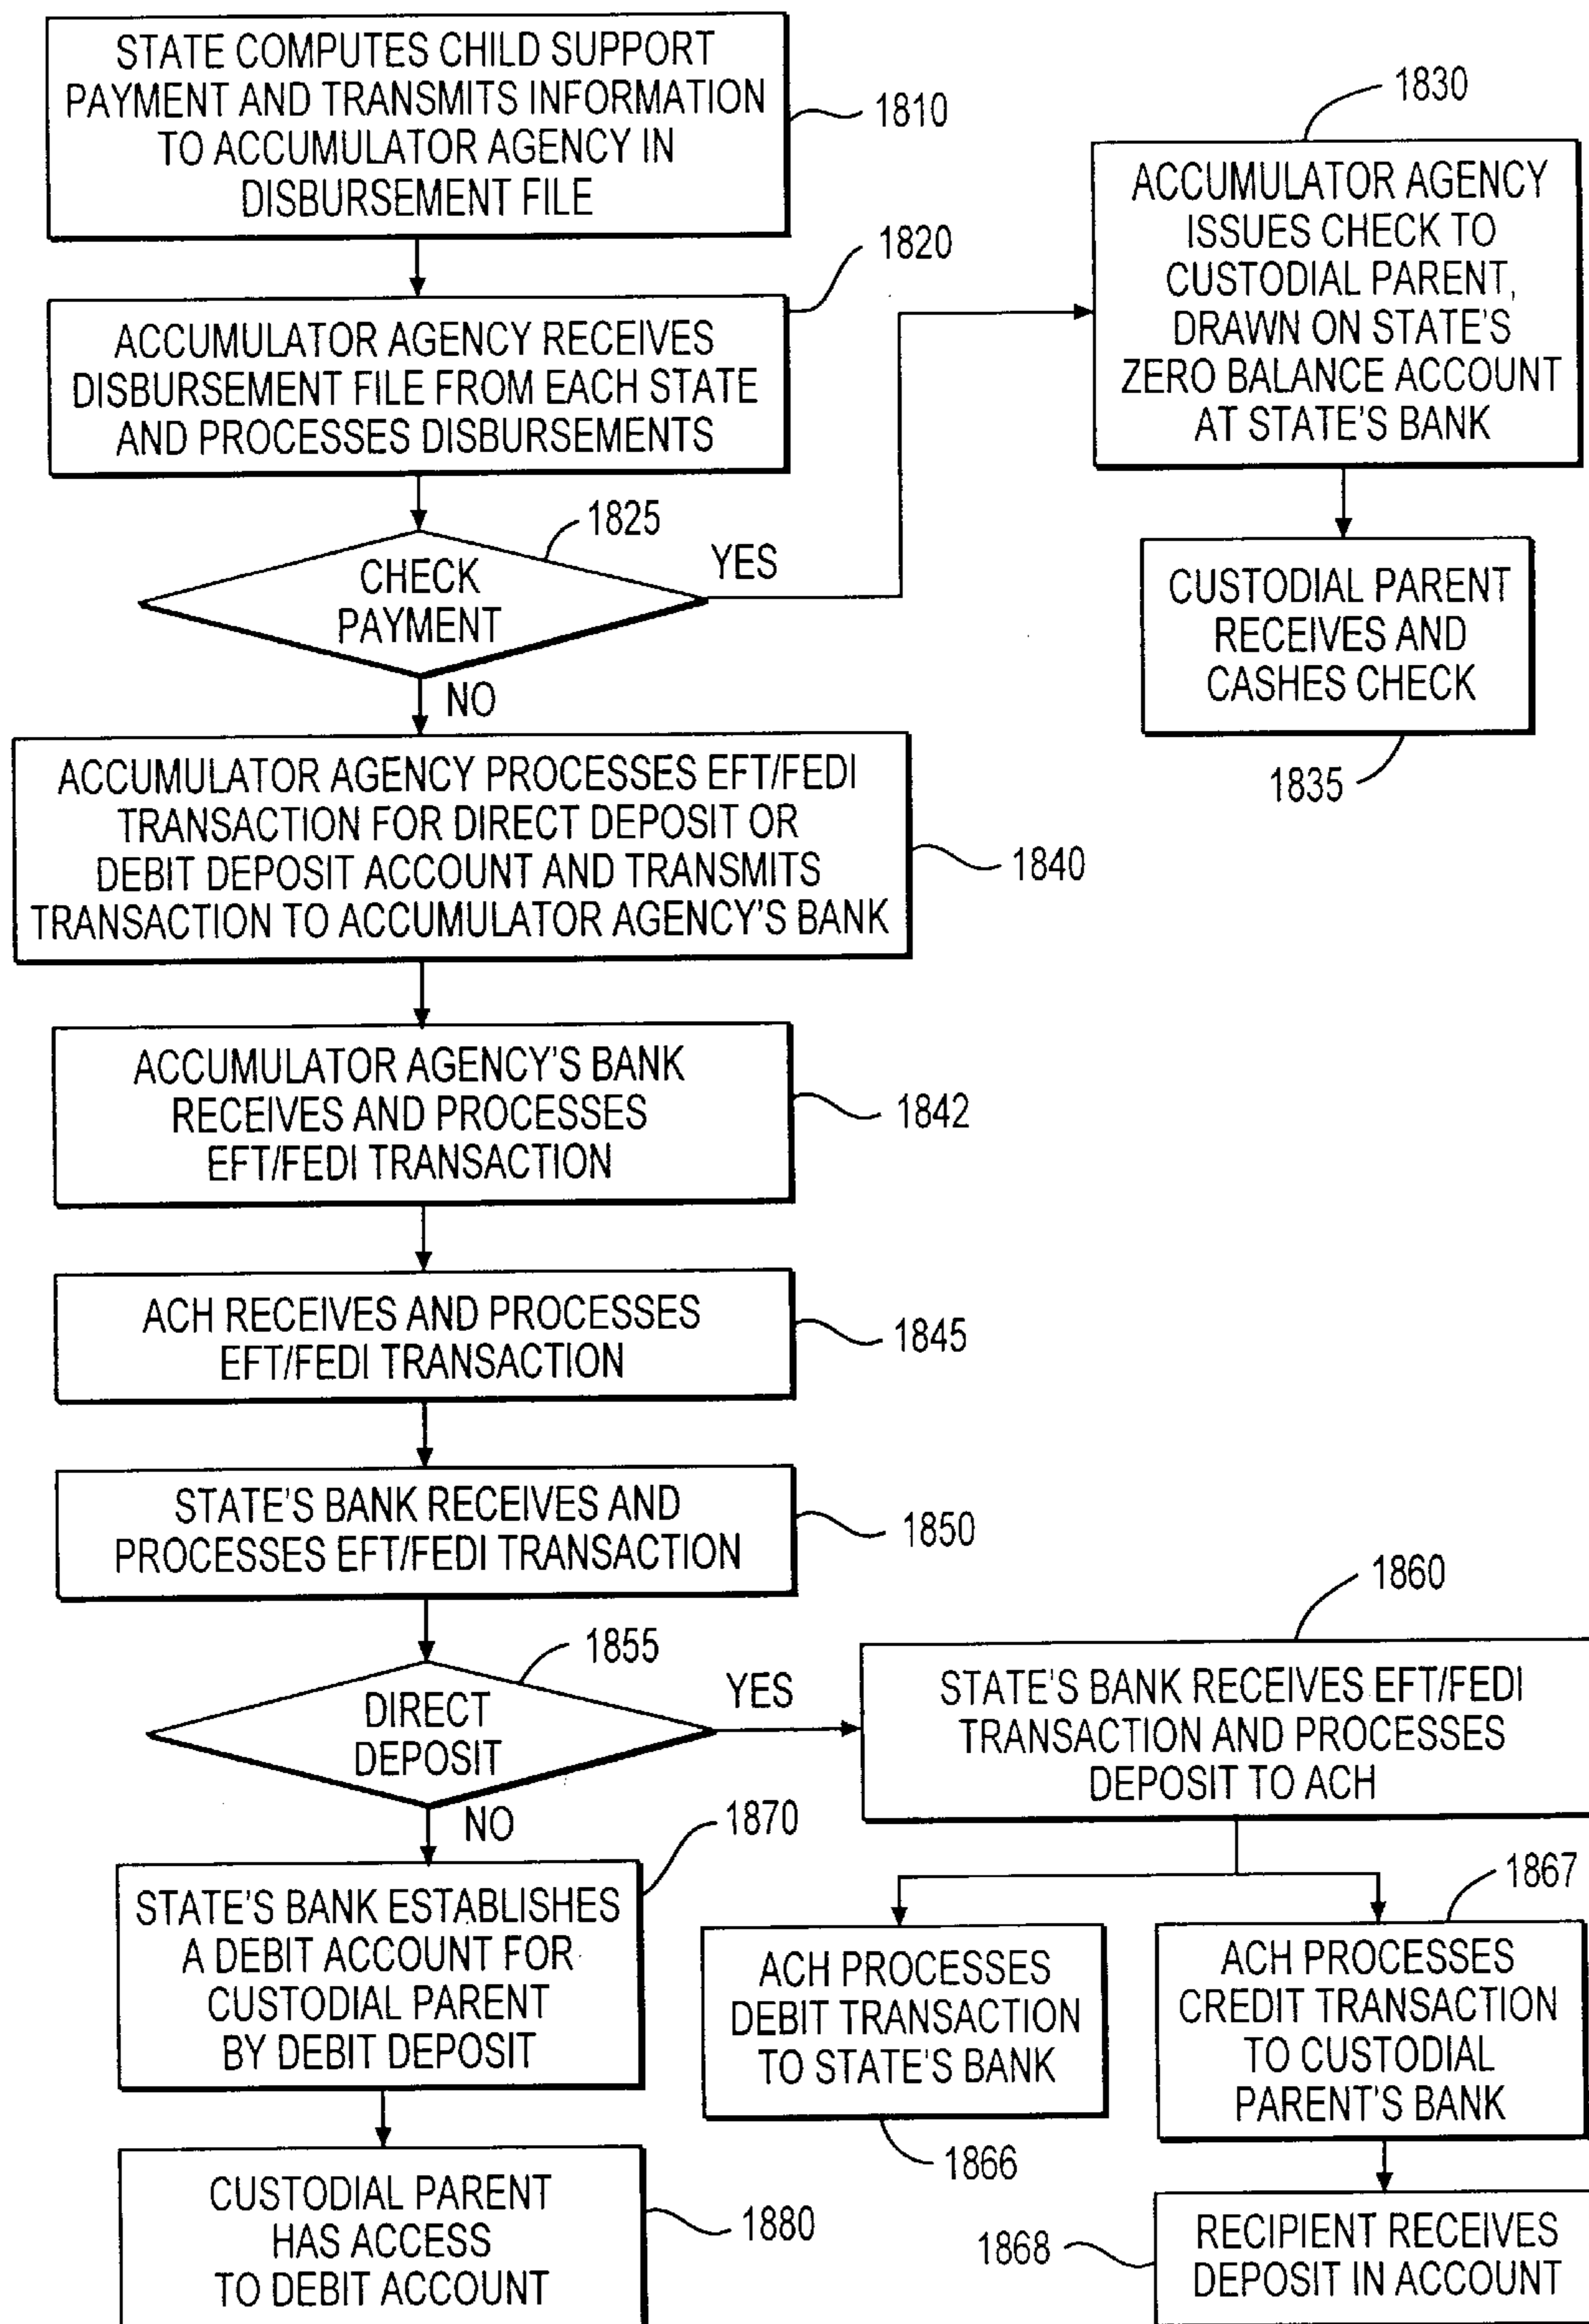 STATE COMPUTES CHILD SUPPORT
PAYMENT AND TRANSMITS INFORMATION
TO ACCUMULATOR AGENCY IN
DISBURSEMENT FILE
1810
ACCUMULATOR AGENCY RECEIVES
DISBURSEMENT FILE FROM EACH STATE
AND PROCESSES DISBURSEMENTS
1820
CHECK
PAYMENT
1825
YES
NO
ACCUMULATOR AGENCY
ISSUES CHECK TO
CUSTODIAL PARENT,
DRAWN ON STATE'S
ZERO BALANCE ACCOUNT
AT STATE'S BANK
1830
CUSTODIAL PARENT
RECEIVES AND
CASHES CHECK
1835
ACCUMULATOR AGENCY PROCESSES EFT/FEDI
TRANSACTION FOR DIRECT DEPOSIT OR
DEBIT DEPOSIT ACCOUNT AND TRANSMITS
TRANSACTION TO ACCUMULATOR AGENCY'S BANK
1840
ACCUMULATOR AGENCY'S BANK
RECEIVES AND PROCESSES
EFT/FEDI TRANSACTION
1842
ACH RECEIVES AND PROCESSES
EFT/FEDI TRANSACTION
1845
STATE'S BANK RECEIVES AND
PROCESSES EFT/FEDI TRANSACTION
1850
DIRECT
DEPOSIT
1855
YES
NO
STATE'S BANK RECEIVES EFT/FEDI
TRANSACTION AND PROCESSES
DEPOSIT TO ACH
1860
STATE'S BANK ESTABLISHES
A DEBIT ACCOUNT FOR
CUSTODIAL PARENT
BY DEBIT DEPOSIT
1870
ACH PROCESSES
DEBIT TRANSACTION
TO STATE'S BANK
1866
ACH PROCESSES
CREDIT TRANSACTION
TO CUSTODIAL
PARENT'S BANK
1867
CUSTODIAL PARENT
HAS ACCESS
TO DEBIT ACCOUNT
1880
RECIPIENT RECEIVES
DEPOSIT IN ACCOUNT
1868